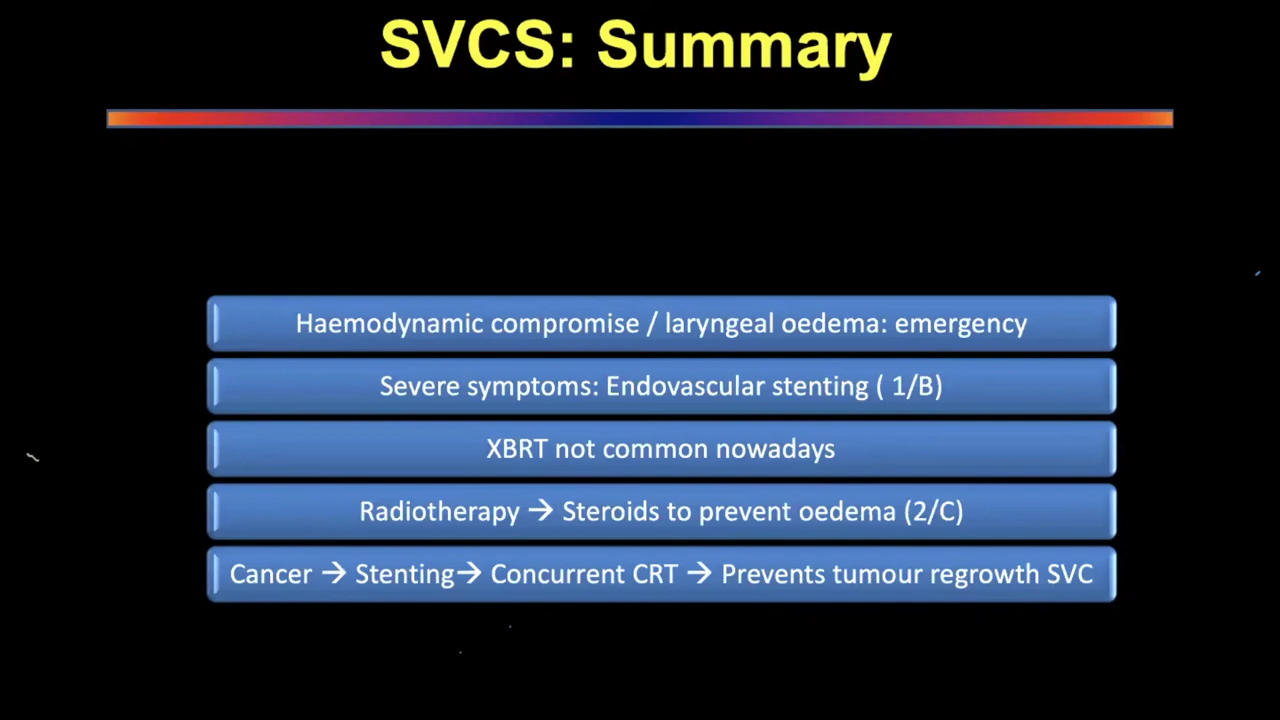 SVCS: Summary
Haemodynamic compromise / laryngeal oedema: emergency
Severe symptoms: Endovascular stenting ( 1/B)
XBRT not common nowadays
Radiotherapy → Steroids to prevent oedema (2/C)
Cancer → Stenting→ Concurrent CRT → Prevents tumour regrowth SVC